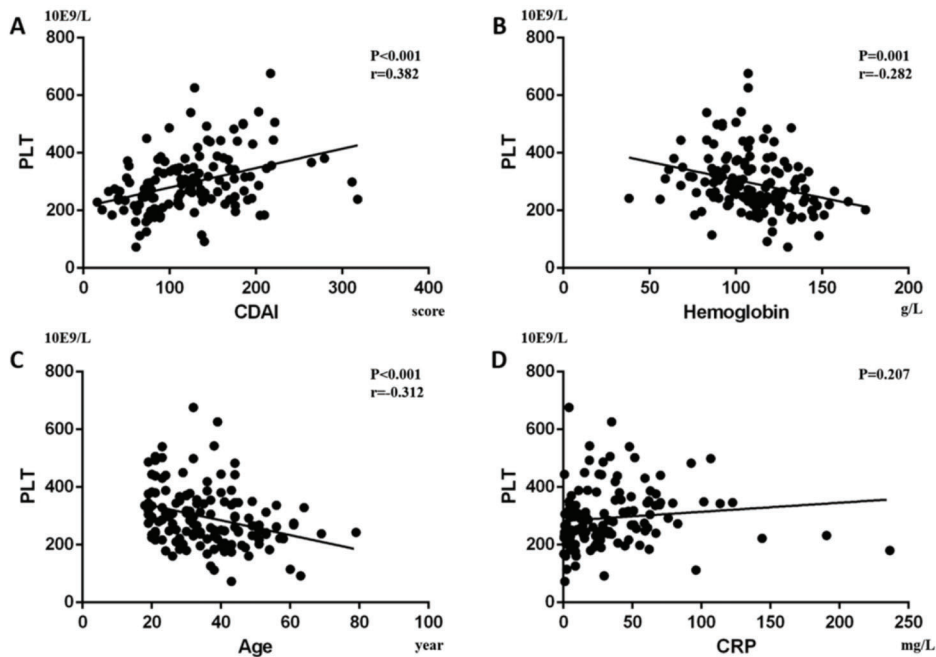 A
10E9/L
P<0.001
r=0.382
800
600
400
200
0
PLT
0 100 200 300 400
CDAI score
B
10E9/L
P=0.001
r=-0.282
800
600
400
200
0
PLT
0 50 100 150 200
Hemoglobin g/L
C
10E9/L
P<0.001
r=-0.312
800
600
400
200
0
PLT
0 20 40 60 80 100
Age year
D
10E9/L
P=0.207
800
600
400
200
0
PLT
0 50 100 150 200 250
CRP mg/L